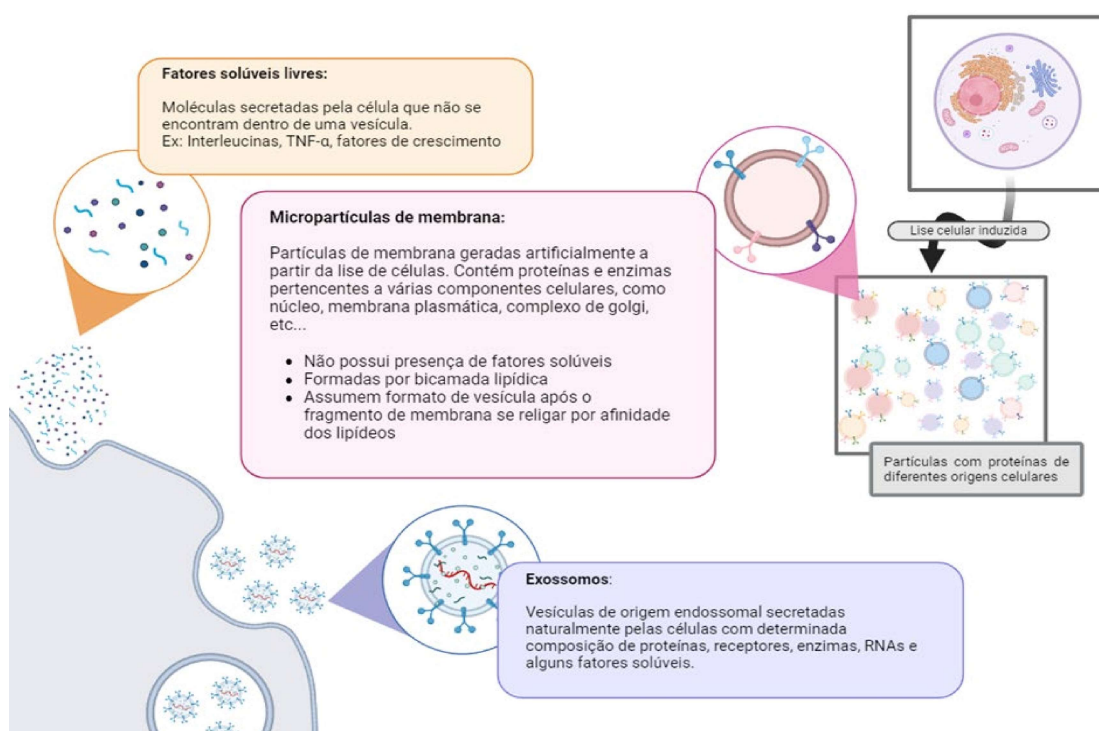 Fatores solúveis livres:
Moléculas secretadas pela célula que não se
encontram dentro de uma vesícula.
Ex: Interleucinas, TNF-α, fatores de crescimento
Micropartículas de membrana:
Partículas de membrana geradas artificialmente a
partir da lise de células. Contém proteínas e enzimas
pertencentes a várias componentes celulares, como
núcleo, membrana plasmática, complexo de golgi,
etc...
• Não possui presença de fatores solúveis
• Formadas por bicamada lipídica
• Assumem formato de vesícula após o
fragmento de membrana se religar por afinidade
dos lipídeos
Lise celular induzida
Partículas com proteínas de
diferentes origens celulares
Exossomos:
Vesículas de origem endossomal secretadas
naturalmente pelas células com determinada
composição de proteínas, receptores, enzimas, RNAs e
alguns fatores solúveis.